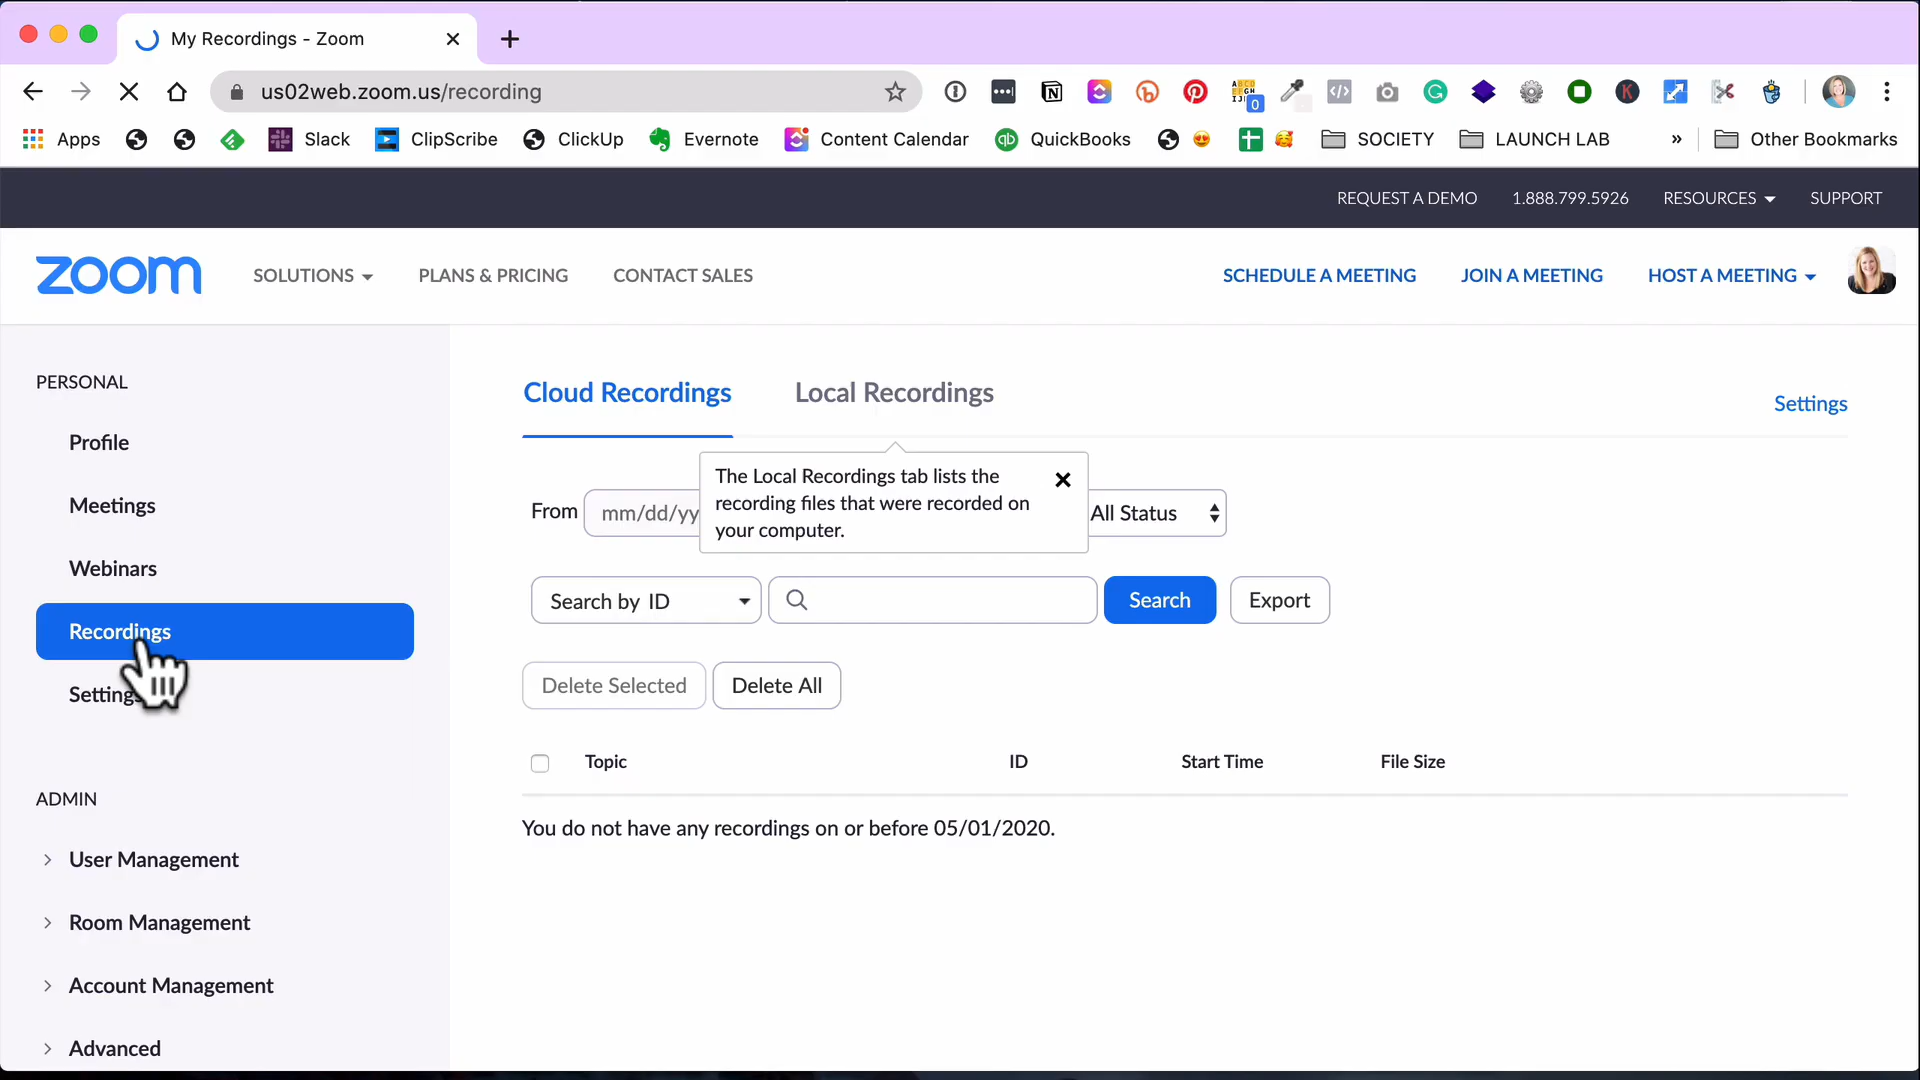 My Recordings - Zoom
us02web.zoom.us/recording
0
Apps
Slack
ClipScribe
ClickUp
Evernote
Content Calendar
QuickBooks
SOCIETY
LAUNCH LAB
»
Other Bookmarks
REQUEST A DEMO
1.888.799.5926
RESOURCES
SUPPORT
zoom
SOLUTIONS
PLANS & PRICING
CONTACT SALES
SCHEDULE A MEETING
JOIN A MEETING
HOST A MEETING
PERSONAL
Profile
Meetings
Webinars
Recordings
Settings
ADMIN
User Management
Room Management
Account Management
Advanced
Cloud Recordings
Local Recordings
Settings
The Local Recordings tab lists the
recording files that were recorded on
your computer.
From
mm/dd/yy
All Status
Search by ID
Search
Export
Delete Selected
Delete All
Topic
ID
Start Time
File Size
You do not have any recordings on or before 05/01/2020.